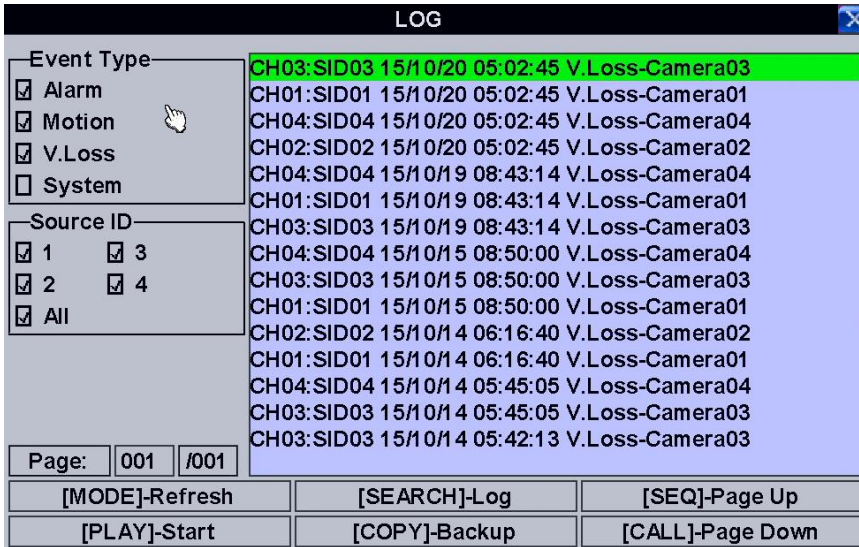 LOG
Event Type
Alarm
Motion
V.Loss
System
Source ID
1 3
2 4
All
Page: 001 /001
CH03:SID03 15/10/20 05:02:45 V.Loss-Camera03
CH01:SID01 15/10/20 05:02:45 V.Loss-Camera01
CH04:SID04 15/10/20 05:02:45 V.Loss-Camera04
CH02:SID02 15/10/20 05:02:45 V.Loss-Camera02
CH04:SID04 15/10/19 08:43:14 V.Loss-Camera04
CH01:SID01 15/10/19 08:43:14 V.Loss-Camera01
CH03:SID03 15/10/19 08:43:14 V.Loss-Camera03
CH04:SID04 15/10/15 08:50:00 V.Loss-Camera04
CH03:SID03 15/10/15 08:50:00 V.Loss-Camera03
CH01:SID01 15/10/15 08:50:00 V.Loss-Camera01
CH02:SID02 15/10/14 06:16:40 V.Loss-Camera02
CH01:SID01 15/10/14 06:16:40 V.Loss-Camera01
CH04:SID04 15/10/14 05:45:05 V.Loss-Camera04
CH03:SID03 15/10/14 05:45:05 V.Loss-Camera03
CH03:SID03 15/10/14 05:42:13 V.Loss-Camera03
[MODE]-Refresh [SEARCH]-Log [SEQ]-Page Up
[PLAY]-Start [COPY]-Backup [CALL]-Page Down